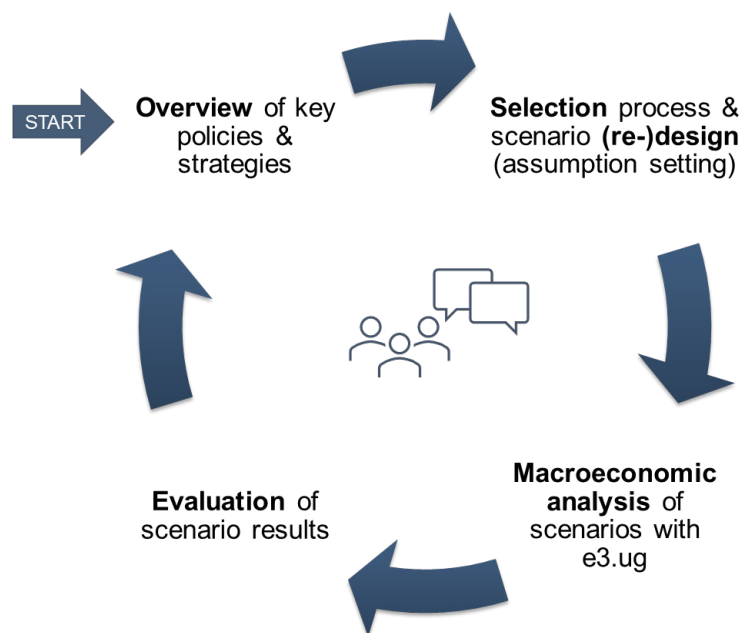 START
Overview of key
policies &
strategies
Selection process &
scenario (re-)design
(assumption setting)
Macroeconomic
analysis of
scenarios with
e3.ug
Evaluation of
scenario results